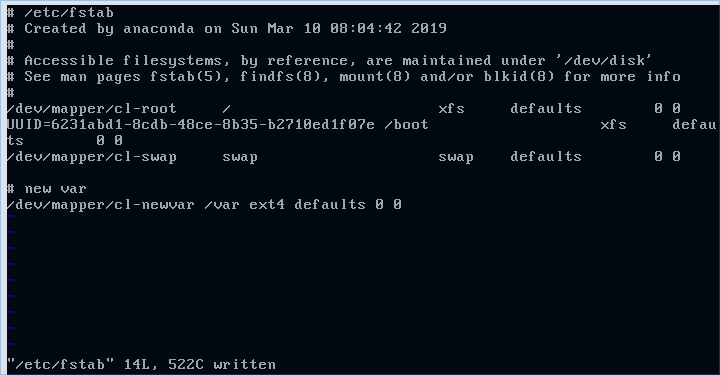 # /etc/fstab
# Created by anaconda on Sun Mar 10 08:04:42 2019
#
# Accessible filesystems, by reference, are maintained under '/dev/disk'
# See man pages fstab(5), findfs(8), mount(8) and/or blkid(8) for more info
#
/dev/mapper/cl-root     /                       xfs     defaults        0 0
UUID=6231abd1-8cdb-48ce-8b35-b2710ed1f07e /boot                   xfs     defau
ts        0 0
/dev/mapper/cl-swap     swap                    swap    defaults        0 0
# new var
/dev/mapper/cl-newvar /var ext4 defaults 0 0
~
~
~
~
~
~
~
~
~
"/etc/fstab" 14L, 522C written